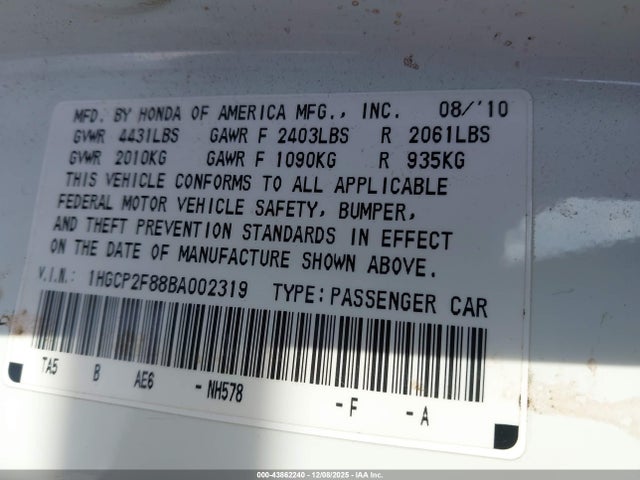 MFD. BY HONDA OF AMERICA MFG., INC. 08/'10
GVWR 4431LBS GAWR F 2403LBS R 2061LBS
GVWR 2010KG GAWR F 1090KG R 935KG
THIS VEHICLE CONFORMS TO ALL APPLICABLE
FEDERAL MOTOR VEHICLE SAFETY, BUMPER,
AND THEFT PREVENTION STANDARDS IN EFFECT
ON THE DATE OF MANUFACTURE SHOWN ABOVE.
V.I.N.: 1HGCP2F88BA002319 TYPE: PASSENGER CAR
TA5 B AE6 -NH578 -F -A
000-43862240 - 12/08/2025 - IAA Inc.